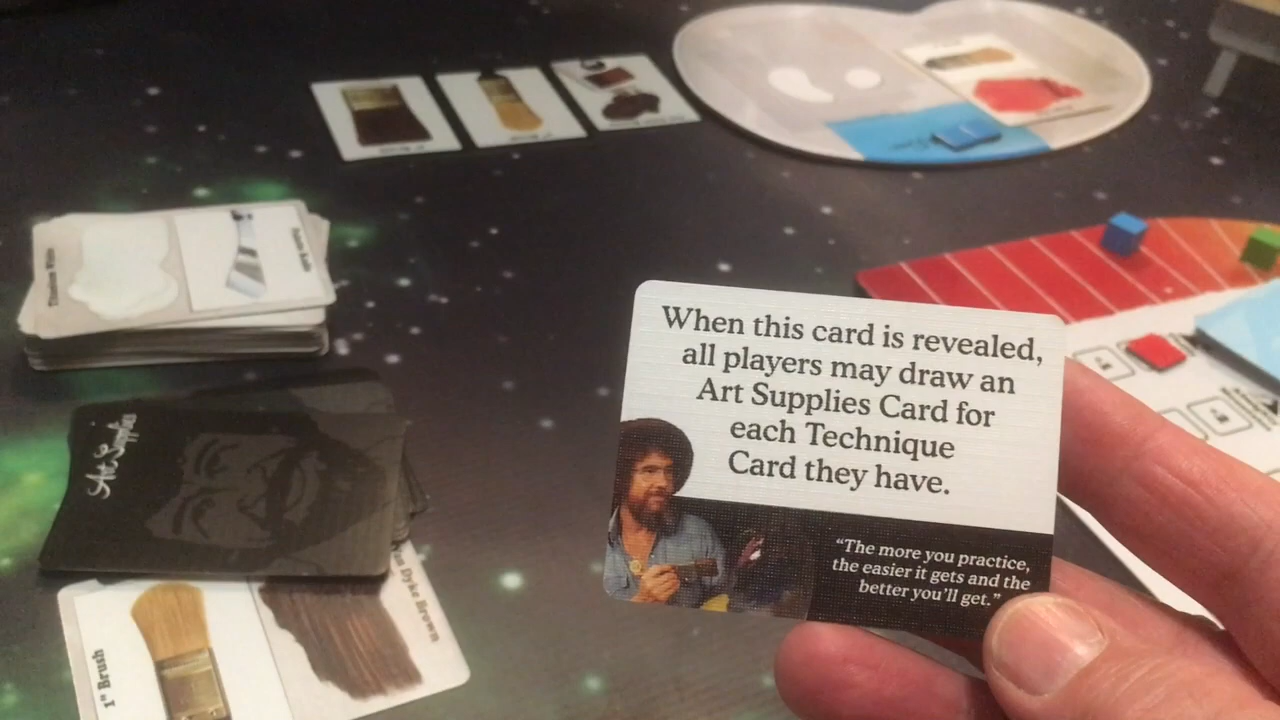 When this card is revealed,
all players may draw an
Art Supplies Card for
each Technique
Card they have.
“The more you practice,
the easier it gets and the
better you’ll get.”
Titanium White
Palette Knife
Art Supplies
1" Brush
Van Dyke Brown